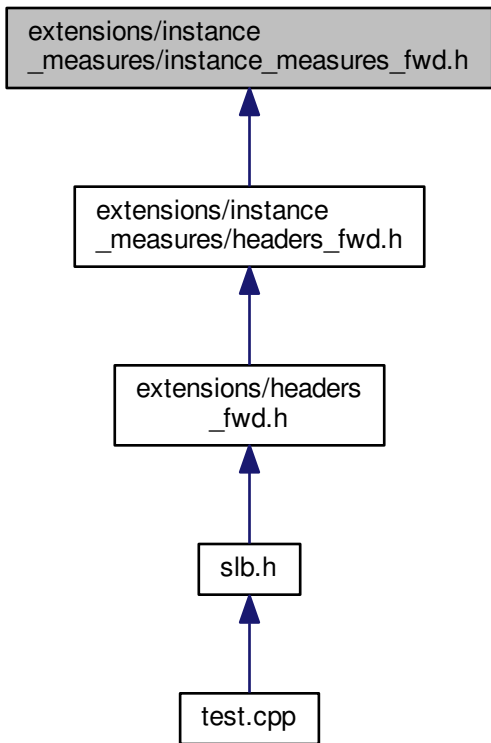 extensions/instance
_measures/instance_measures_fwd.h
extensions/instance
_measures/headers_fwd.h
extensions/headers
_fwd.h
slb.h
test.cpp